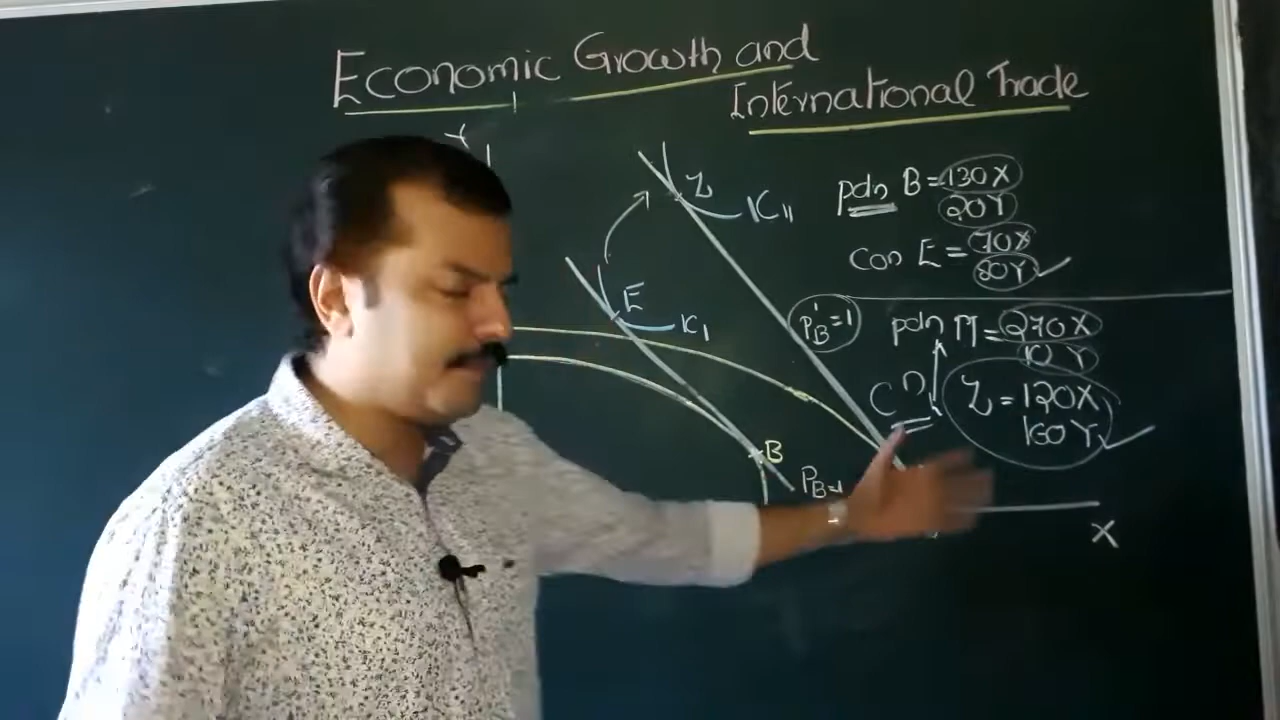 Economic Growth and
International Trade
Y
Z
IC11
E
IC1
B
PB=1
P'B=1
X
pdn B=130X
20Y
Con E=70X
80Y
pdn M=270X
10Y
Z=120X
160Y